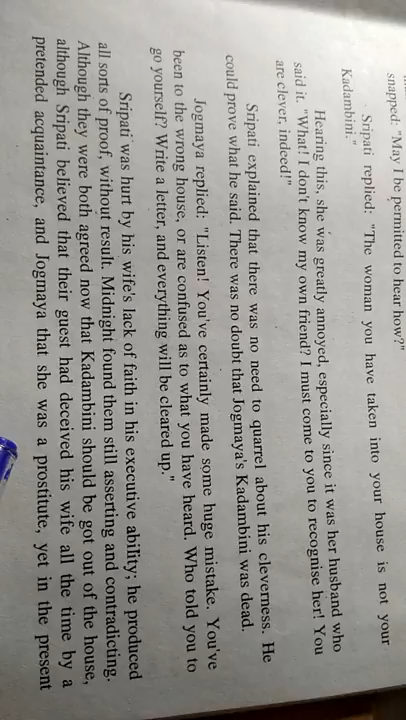 snapped: "May I be permitted to hear how?"
Sripati replied: "The woman you have taken into your house is not your
Kadambini."
Hearing this, she was greatly annoyed, especially since it was her husband who
said it. "What! I don't know my own friend? I must come to you to recognise her! You
are clever, indeed!"
Sripati explained that there was no need to quarrel about his cleverness. He
could prove what he said. There was no doubt that Jogmaya's Kadambini was dead.
Jogmaya replied: "Listen! You've certainly made some huge mistake. You've
been to the wrong house, or are confused as to what you have heard. Who told you to
go yourself? Write a letter, and everything will be cleared up."
Sripati was hurt by his wife's lack of faith in his executive ability; he produced
all sorts of proof, without result. Midnight found them still asserting and contradicting.
Although they were both agreed now that Kadambini should be got out of the house,
although Sripati believed that their guest had deceived his wife all the time by a
pretended acquaintance, and Jogmaya that she was a prostitute, yet in the present